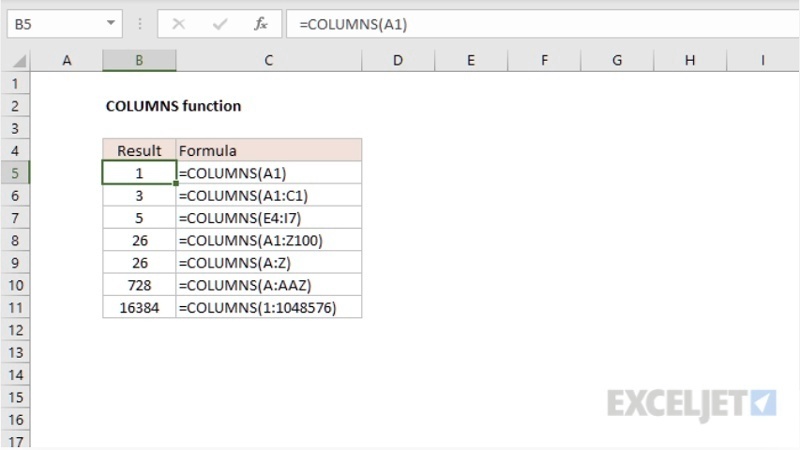 B5 fx =COLUMNS(A1)
A B C D E F G H I
1
2 COLUMNS function
3
4 Result Formula
5 1 =COLUMNS(A1)
6 3 =COLUMNS(A1:C1)
7 5 =COLUMNS(E4:I7)
8 26 =COLUMNS(A1:Z100)
9 26 =COLUMNS(A:Z)
10 728 =COLUMNS(A:AAZ)
11 16384 =COLUMNS(1:1048576)
12
13
14
15
16 EXCELJET
17